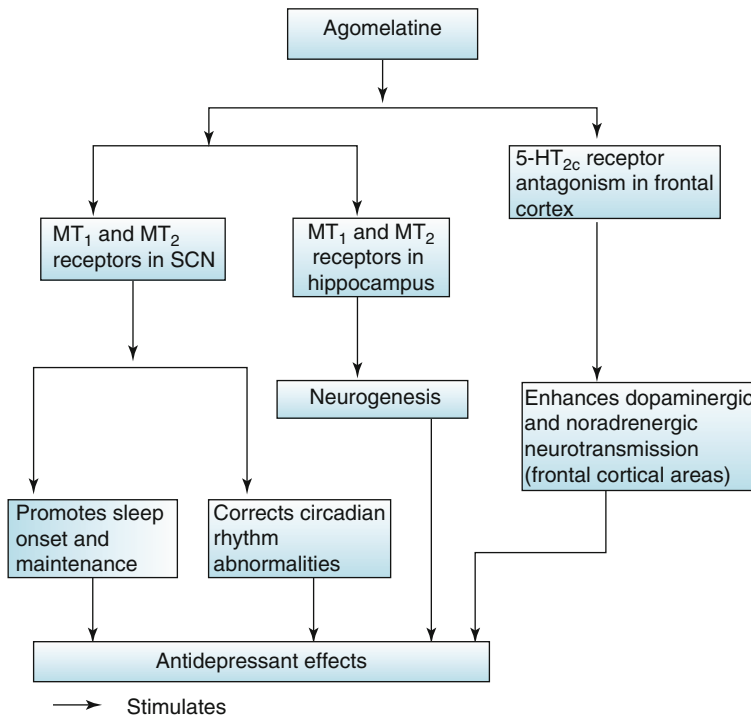 Agomelatine
5-HT2c receptor
antagonism in frontal
cortex
MT1 and MT2
receptors in SCN
MT1 and MT2
receptors in
hippocampus
Neurogenesis
Enhances dopaminergic
and noradrenergic
neurotransmission
(frontal cortical areas)
Promotes sleep
onset and
maintenance
Corrects circadian
rhythm
abnormalities
Antidepressant effects
Stimulates